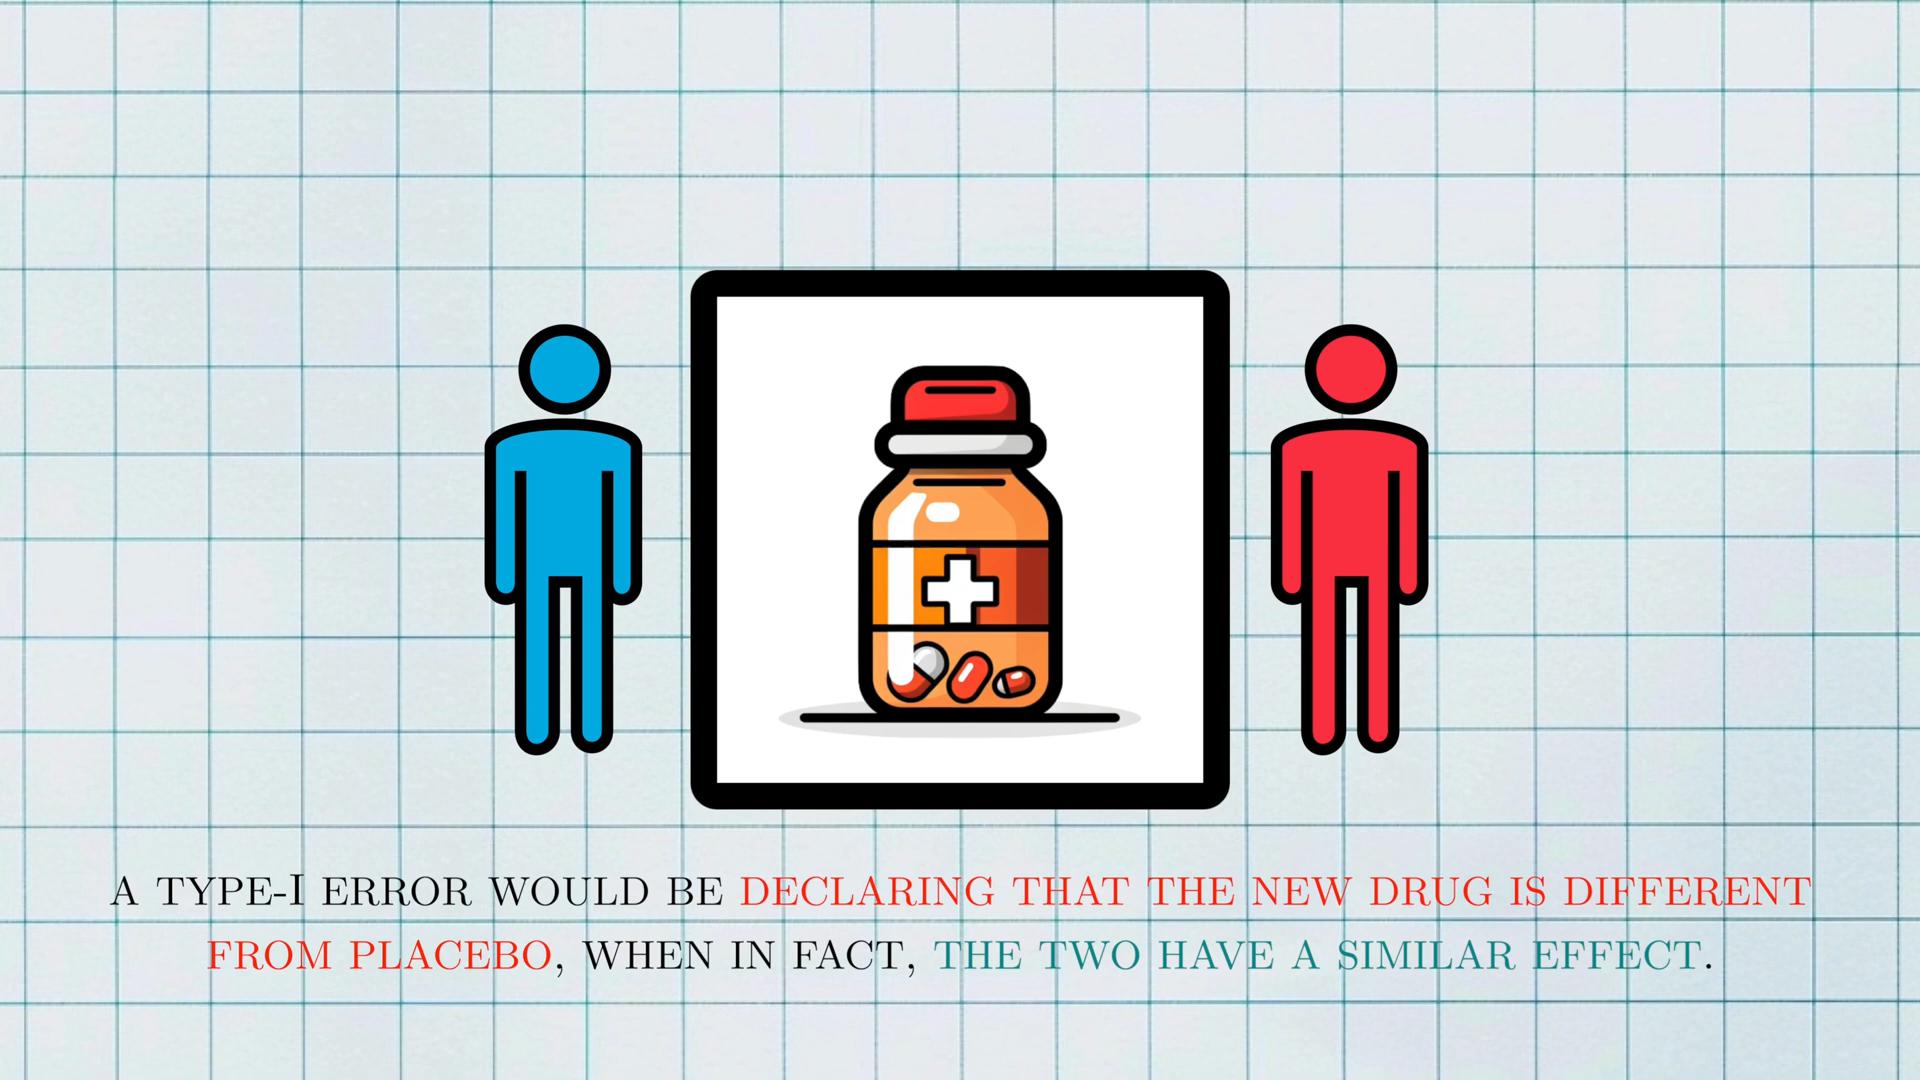 A TYPE-I ERROR WOULD BE DECLARING THAT THE NEW DRUG IS DIFFERENT
FROM PLACEBO, WHEN IN FACT, THE TWO HAVE A SIMILAR EFFECT.